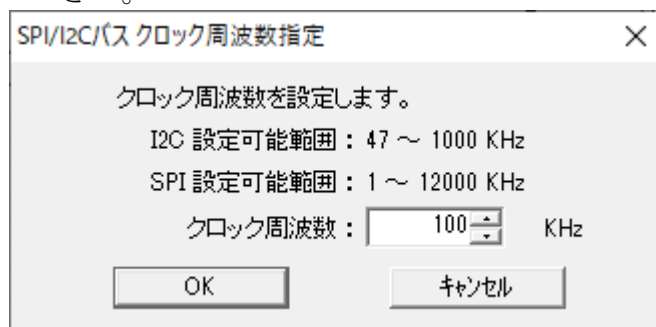 SPI/I2C/バス クロック周波数指定
クロック周波数を設定します。
I2C 設定可能範囲： 47 ～ 1000 KHz
SPI 設定可能範囲： 1 ～ 12000 KHz
クロック周波数： 100 KHz
OK キャンセル